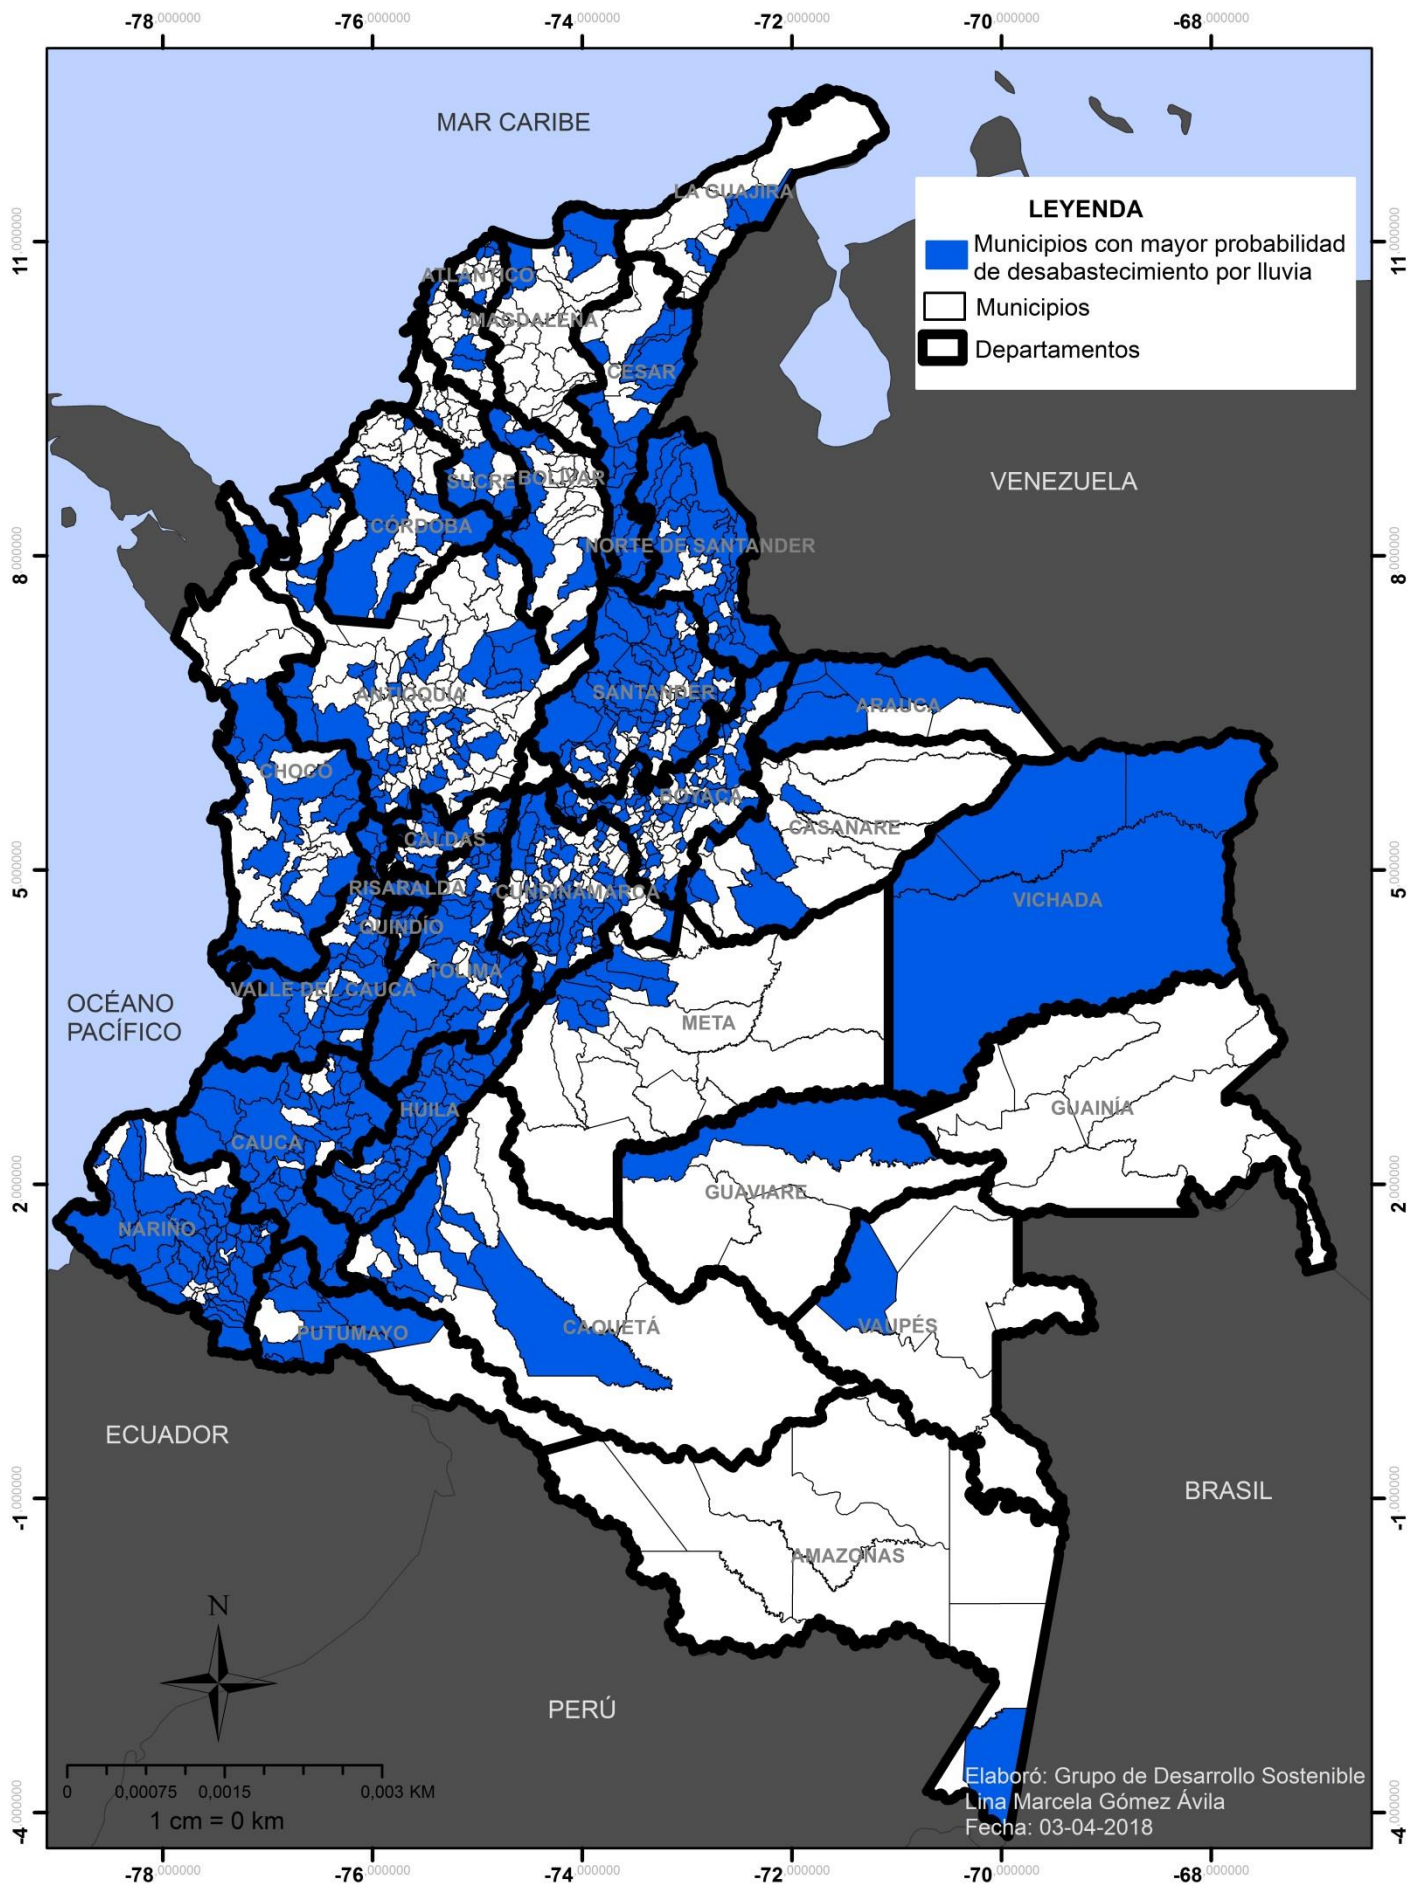 -78,000000 -76,000000 -74,000000 -72,000000 -70,000000 -68,000000
MAR CARIBE
LA GUAJIRA
LEYENDA
Municipios con mayor probabilidad
de desabastecimiento por lluvia
Municipios
Departamentos
11,000000
11,000000
ATLÁNTICO
MAGDALENA
CESAR
VENEZUELA
SUCRE
BOLÍVAR
CÓRDOBA
NORTE DE SANTANDER
8,000000
8,000000
ANTIOQUIA
SANTANDER
ARAUCA
CHOCÓ
BOYACÁ
CASANARE
CALDAS
5,000000
5,000000
RISARALDA
CUNDINAMARCA
VICHADA
QUINDÍO
TOLIMA
VALLE DEL CAUCA
OCÉANO
PACÍFICO
META
HUILA
GUAINÍA
CAUCA
2,000000
2,000000
GUAVIARE
NARIÑO
PUTUMAYO
CAQUETÁ
VAUPÉS
ECUADOR
BRASIL
-1,000000
-1,000000
AMAZONAS
N
PERÚ
0 0,00075 0,0015 0,003 KM
1 cm = 0 km
Elaboró: Grupo de Desarrollo Sostenible
Lina Marcela Gómez Ávila
Fecha: 03-04-2018
-4,000000
-4,000000
-78,000000 -76,000000 -74,000000 -72,000000 -70,000000 -68,000000